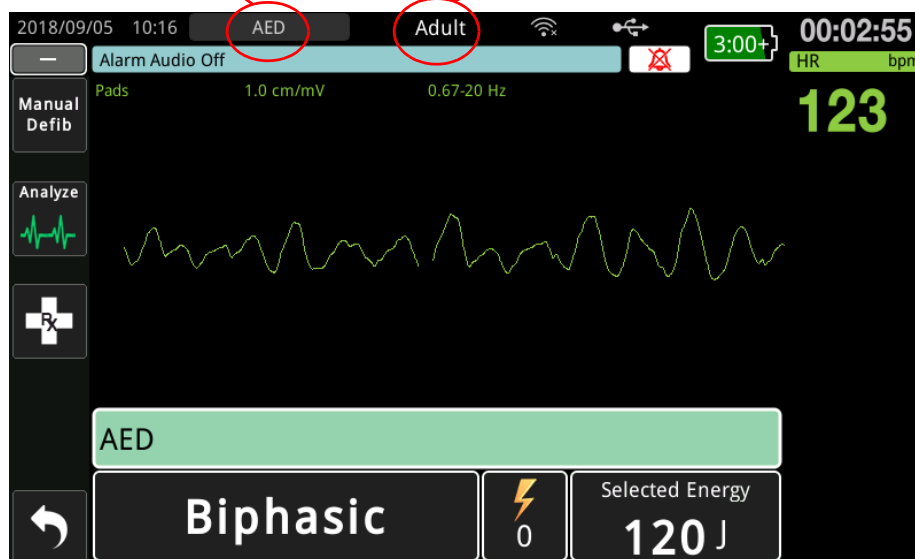 2018/09/05 10:16 AED Adult 3:00+ 00:02:55
Alarm Audio Off
HR bpm
123
Pads 1.0 cm/mV 0.67-20 Hz
Manual
Defib
Analyze
Rx
AED
Biphasic
0
Selected Energy
120 J